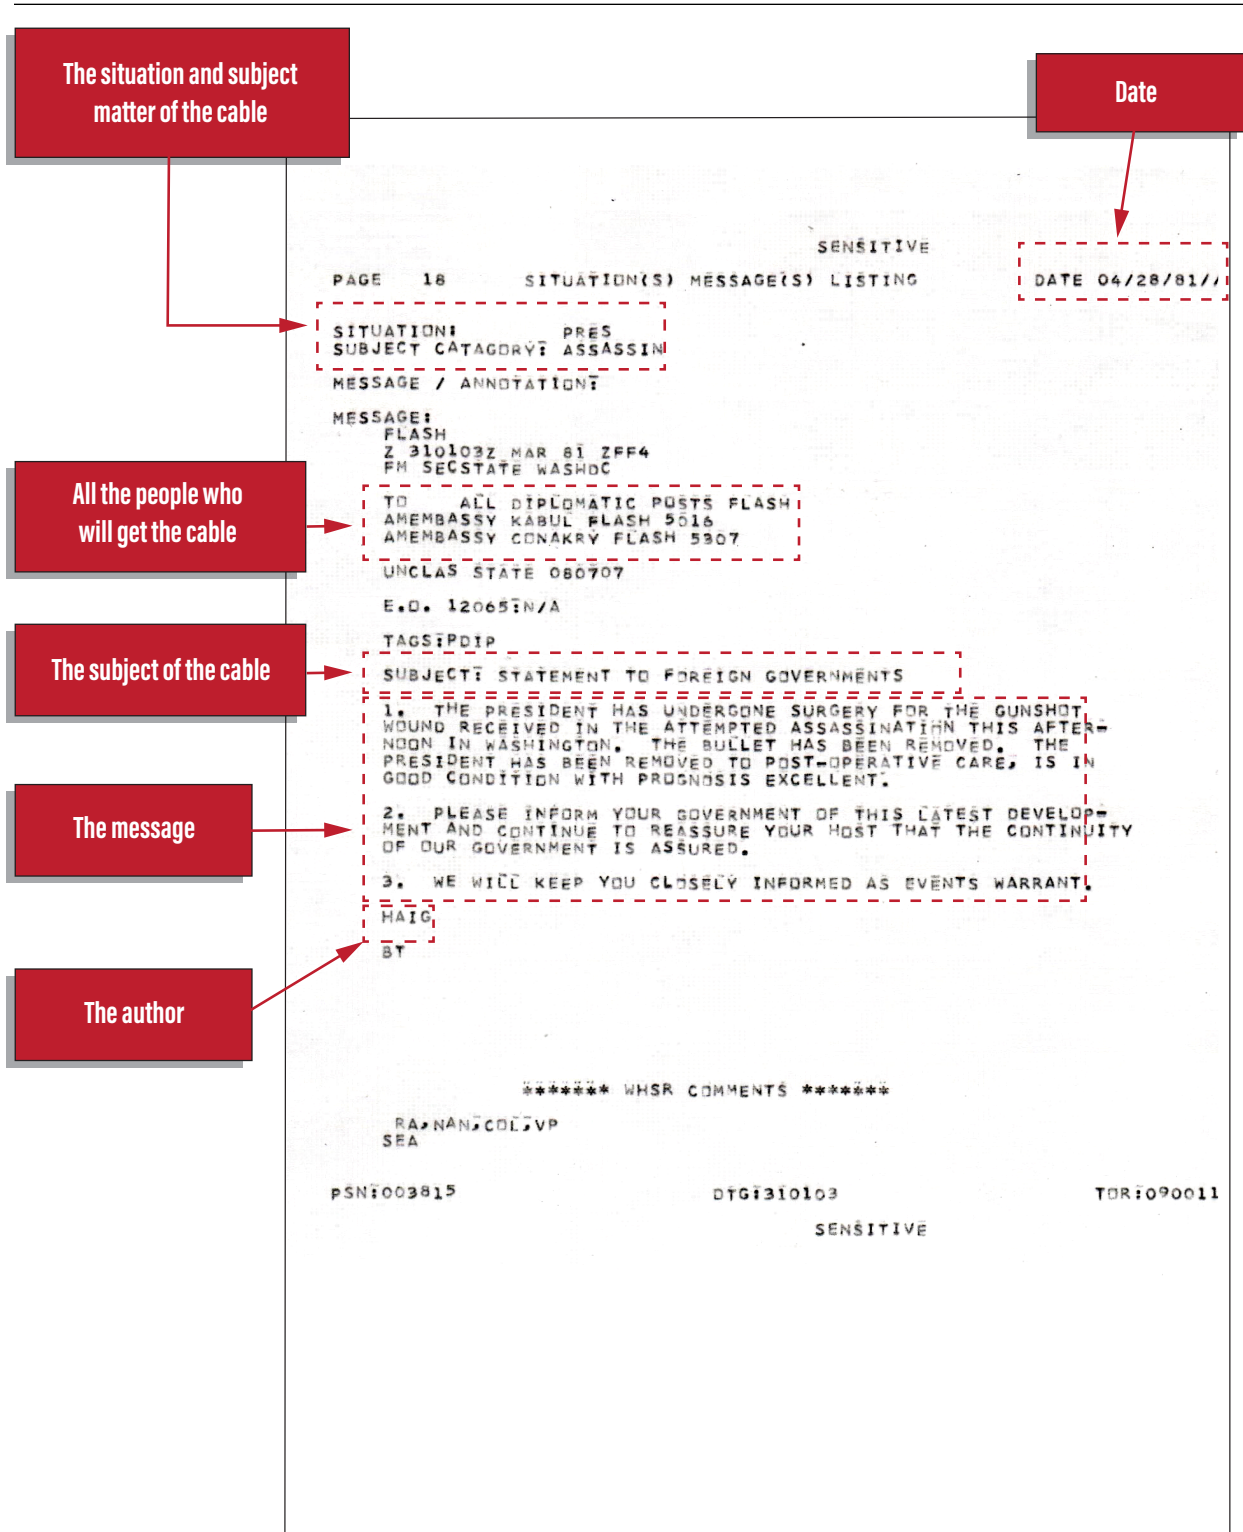 The situation and subject
matter of the cable
Date
SENSITIVE
PAGE 18 SITUATION(S) MESSAGE(S) LISTING DATE 04/28/81//
SITUATION: PRES
SUBJECT CATAGORY: ASSASSIN
MESSAGE / ANNOTATION:
MESSAGE:
FLASH
Z 310103Z MAR 81 ZFF4
FM SECSTATE WASHDC
All the people who
will get the cable
TO ALL DIPLOMATIC POSTS FLASH
AMEMBASSY KABUL FLASH 5016
AMEMBASSY CONAKRY FLASH 5307
UNCLAS STATE 080707
E.O. 12065:N/A
TAGS:PDIP
The subject of the cable
SUBJECT: STATEMENT TO FOREIGN GOVERNMENTS
1. THE PRESIDENT HAS UNDERGONE SURGERY FOR THE GUNSHOT
WOUND RECEIVED IN THE ATTEMPTED ASSASSINATION THIS AFTER-
NOON IN WASHINGTON. THE BULLET HAS BEEN REMOVED. THE
PRESIDENT HAS BEEN REMOVED TO POST-OPERATIVE CARE, IS IN
GOOD CONDITION WITH PROGNOSIS EXCELLENT.
The message
2. PLEASE INFORM YOUR GOVERNMENT OF THIS LATEST DEVELOP-
MENT AND CONTINUE TO REASSURE YOUR HOST THAT THE CONTINUITY
OF OUR GOVERNMENT IS ASSURED.
3. WE WILL KEEP YOU CLOSELY INFORMED AS EVENTS WARRANT.
HAIG
BT
The author
******* WHSR COMMENTS *******
RA,NAN,COL,VP
SEA
PSN:003815 DTG:310103 TOR:090011
SENSITIVE